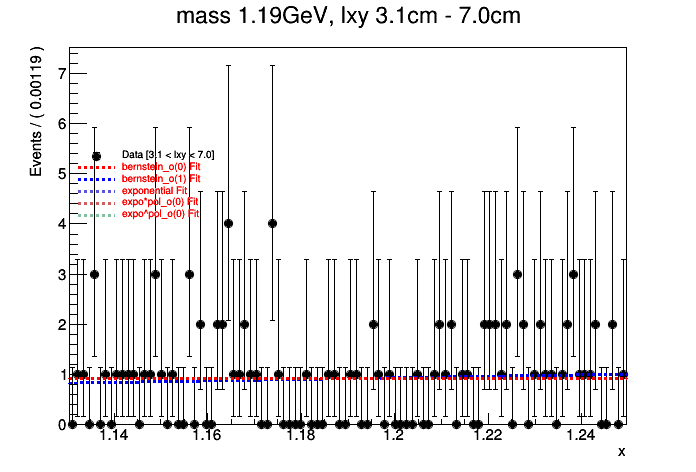 mass 1.19GeV, lxy 3.1cm - 7.0cm
Events / ( 0.00119 )
7
6
5
4
3
2
1
0
Data [3.1 < lxy < 7.0]
bernstein_o(0) Fit
bernstein_o(1) Fit
exponential Fit
expo*pol_o(0) Fit
expo^pol_o(0) Fit
1.14 1.16 1.18 1.2 1.22 1.24
x